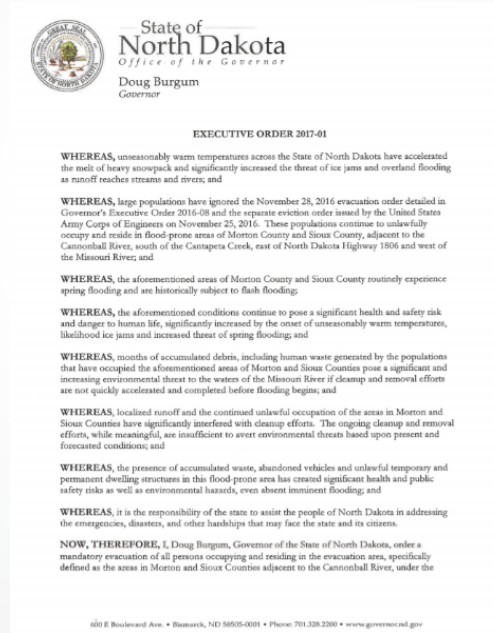 GREAT SEAL
STATE OF NORTH DAKOTA
State of
North Dakota
Office of the Governor
Doug Burgum
Governor
EXECUTIVE ORDER 2017-01
WHEREAS, unseasonably warm temperatures across the State of North Dakota have accelerated
the melt of heavy snowpack and significantly increased the threat of ice jams and overland flooding
as runoff reaches streams and rivers; and
WHEREAS, large populations have ignored the November 28, 2016 evacuation order detailed in
Governor's Executive Order 2016-08 and the separate eviction order issued by the United States
Army Corps of Engineers on November 25, 2016. These populations continue to unlawfully
occupy and reside in flood-prone areas of Morton County and Sioux County, adjacent to the
Cannonball River, south of the Cantapeta Creek, east of North Dakota Highway 1806 and west of
the Missouri River; and
WHEREAS, the aforementioned areas of Morton County and Sioux County routinely experience
spring flooding and are historically subject to flash flooding;
WHEREAS, the aforementioned conditions continue to pose a significant health and safety risk
and danger to human life, significantly increased by the onset of unseasonably warm temperatures,
likelihood ice jams and increased threat of spring flooding; and
WHEREAS, months of accumulated debris, including human waste generated by the populations
that have occupied the aforementioned areas of Morton and Sioux Counties pose a significant and
increasing environmental threat to the waters of the Missouri River if cleanup and removal efforts
are not quickly accelerated and completed before flooding begins; and
WHEREAS, localized runoff and the continued unlawful occupation of the areas in Morton and
Sioux Counties have significantly interfered with cleanup efforts. The ongoing cleanup and removal
efforts, while meaningful, are insufficient to avert environmental threats based upon present and
forecasted conditions; and
WHEREAS, the presence of accumulated waste, abandoned vehicles and unlawful temporary and
permanent dwelling structures in this flood-prone area has created significant health and public
safety risks as well as environmental hazards, even absent imminent flooding; and
WHEREAS, it is the responsibility of the state to assist the people of North Dakota in addressing
the emergencies, disasters, and other hardships that may face the state and its citizens.
NOW, THEREFORE, I, Doug Burgum, Governor of the State of North Dakota, order a
mandatory evacuation of all persons occupying and residing in the evacuation area, specifically
defined as the areas in Morton and Sioux Counties adjacent to the Cannonball River, under the
600 E Boulevard Ave. • Bismarck, ND 58505-0001 • Phone: 701.328.2200 • www.governor.nd.gov